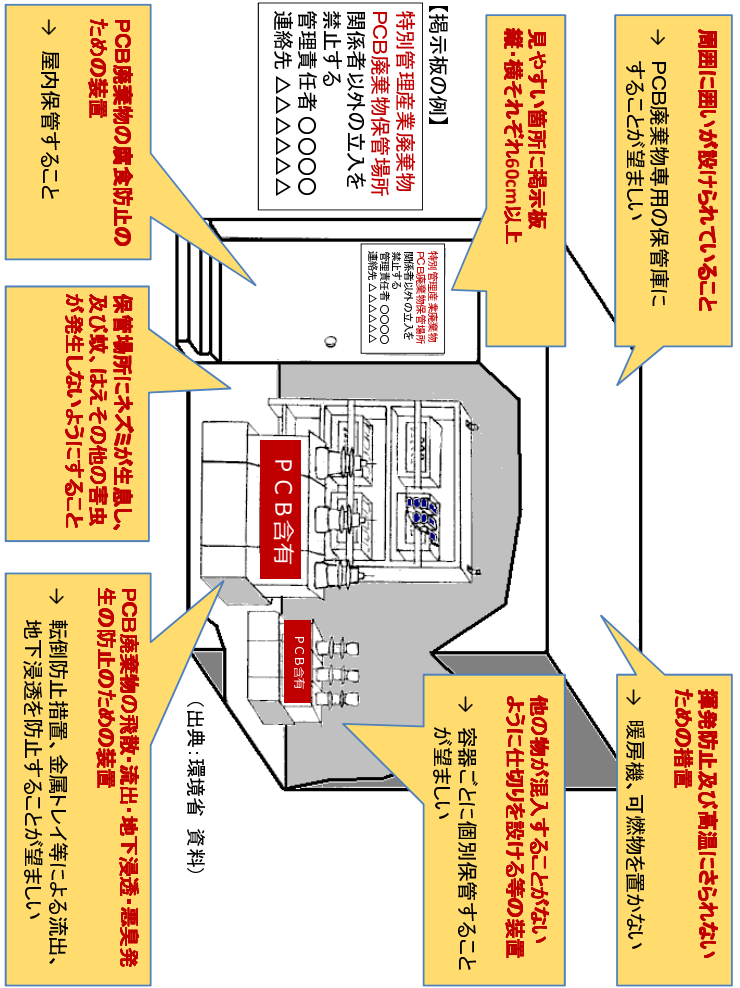 周囲に囲いが設けられていること
→ PCB廃棄物専用の保管庫に
することが望ましい
揮発防止及び高温にさらされない
ための措置
→ 暖房機、可燃物を置かない
見やすい箇所に掲示板
縦・横それぞれ60cm以上
他の物が混入することがない
ように仕切りを設ける等の装置
→ 容器ごとに個別保管すること
が望ましい
【掲示板の例】
特別管理産業廃棄物
PCB廃棄物保管場所
関係者以外の立入を
禁止する
管理責任者 〇〇〇〇
連絡先 △△△△△△
特別管理産業廃棄物
PCB廃棄物保管場所
関係者以外の立入を
禁止する
管理責任者 〇〇〇〇
連絡先 △△△△△△
PCB含有
PCB含有
PCB廃棄物の腐食防止の
ための装置
→ 屋内保管すること
保管場所にネズミが生息し、
及び蚊、はえその他の害虫
が発生しないようにすること
PCB廃棄物の飛散・流出・地下浸透・悪臭発
生の防止のための装置
→ 転倒防止措置、金属トレイ等による流出、
地下浸透を防止することが望ましい
(出典:環境省 資料)